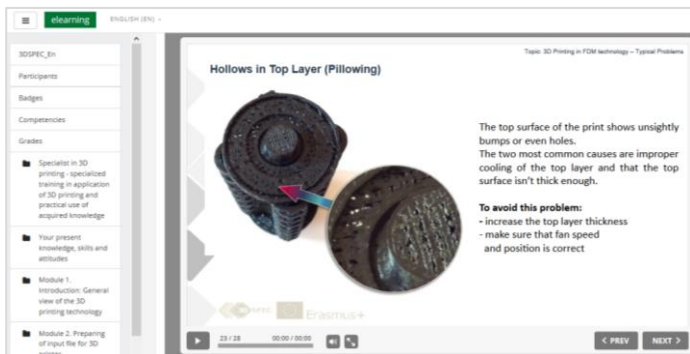 elearning
ENGLISH (EN)
3DSPEC_En
Participants
Badges
Competencies
Grades
Specialist in 3D
printing - specialized
training in application
of 3D printing and
practical use of
acquired knowledge
Your present
knowledge, skills and
attitudes
Module 1.
Introduction: General
view of the 3D
printing technology
Module 2. Preparing
of input file for 3D
printer
Topic: 3D Printing in FDM technology – Typical Problems
Hollows in Top Layer (Pillowing)
The top surface of the print shows unsightly
bumps or even holes.
The two most common causes are improper
cooling of the top layer and that the top
surface isn't thick enough.
To avoid this problem:
- increase the top layer thickness
- make sure that fan speed
and position is correct
Erasmus+
23 / 28
00:00 / 00:00
< PREV
NEXT >